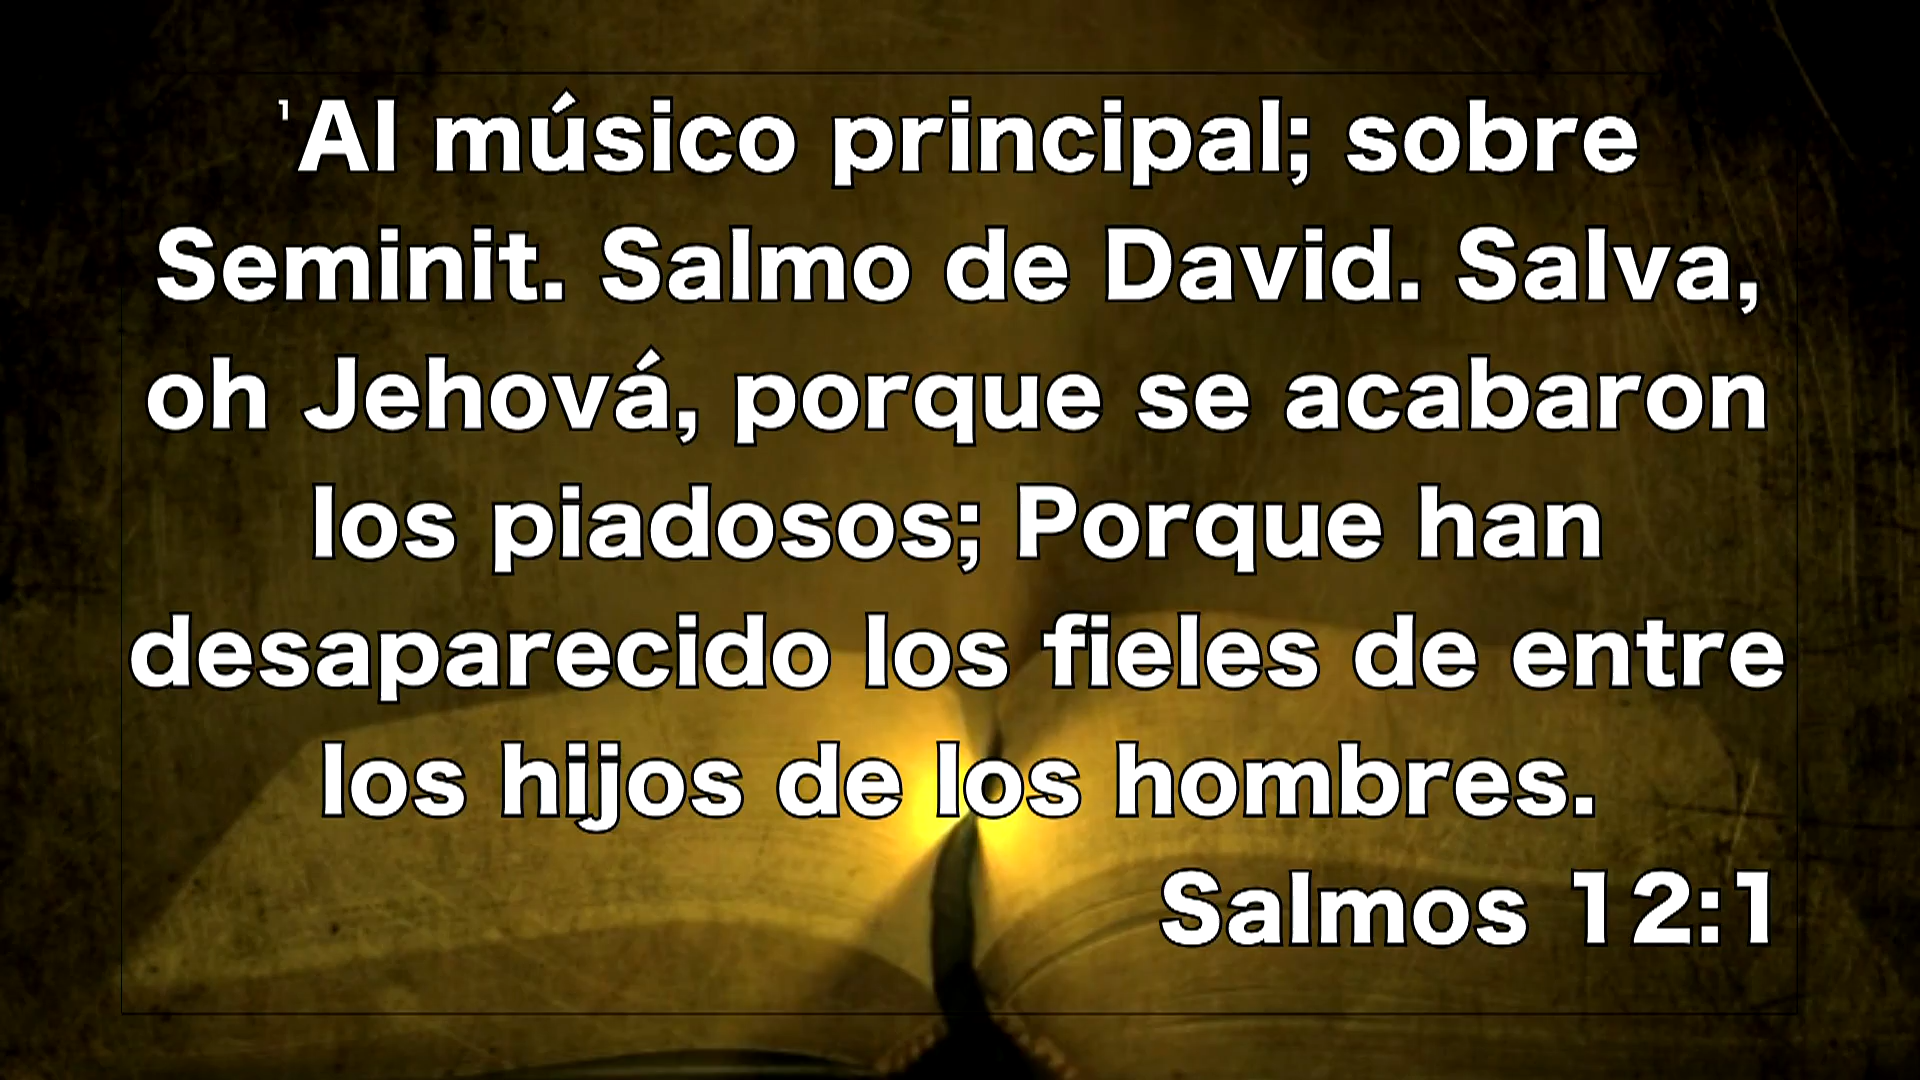 ¹Al músico principal; sobre
Seminit. Salmo de David. Salva,
oh Jehová, porque se acabaron
los piadosos; Porque han
desaparecido los fieles de entre
los hijos de los hombres.
Salmos 12:1